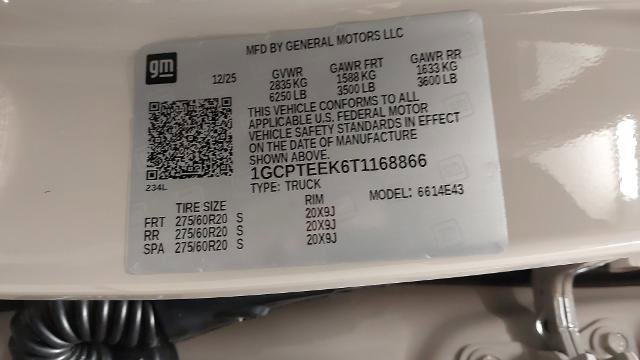 MFD BY GENERAL MOTORS LLC
gm
12/25
GVWR GAWR FRT GAWR RR
2835 KG 1588 KG 1633 KG
6250 LB 3500 LB 3600 LB
THIS VEHICLE CONFORMS TO ALL
APPLICABLE U.S. FEDERAL MOTOR
VEHICLE SAFETY STANDARDS IN EFFECT
ON THE DATE OF MANUFACTURE
SHOWN ABOVE.
1GCPTEEK6T1168866
234L
TYPE: TRUCK MODEL: 6614E43
TIRE SIZE RIM
FRT 275/60R20 S 20X9J
RR 275/60R20 S 20X9J
SPA 275/60R20 S 20X9J